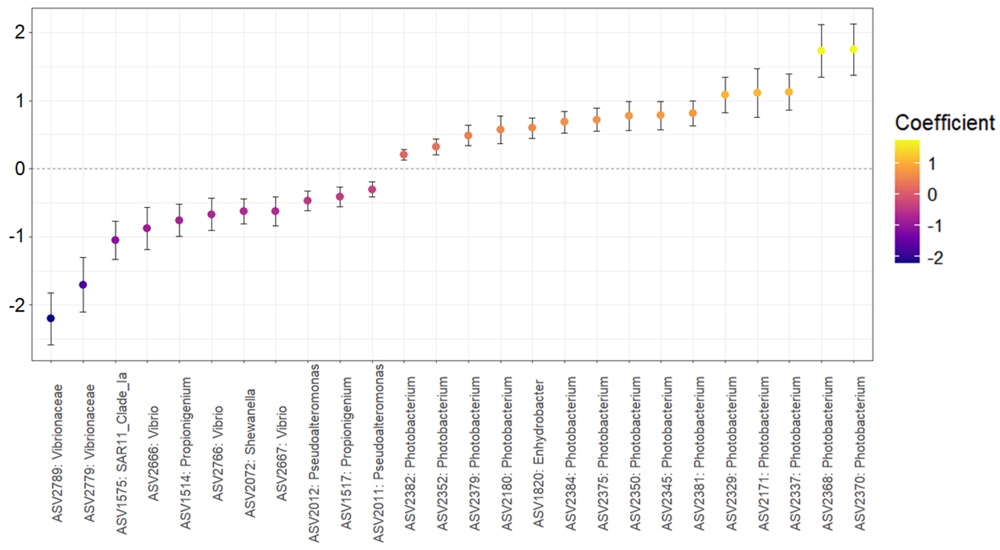 2
1
0
-1
-2
ASV2789: Vibrionaceae
ASV2779: Vibrionaceae
ASV1575: SAR11_Clade_Ia
ASV2666: Vibrio
ASV1514: Propionigenium
ASV2766: Vibrio
ASV2072: Shewanella
ASV2667: Vibrio
ASV2012: Pseudoalteromonas
ASV1517: Propionigenium
ASV2011: Pseudoalteromonas
ASV2382: Photobacterium
ASV2352: Photobacterium
ASV2379: Photobacterium
ASV2180: Photobacterium
ASV1820: Enhydrobacter
ASV2384: Photobacterium
ASV2375: Photobacterium
ASV2350: Photobacterium
ASV2345: Photobacterium
ASV2381: Photobacterium
ASV2329: Photobacterium
ASV2171: Photobacterium
ASV2337: Photobacterium
ASV2368: Photobacterium
ASV2370: Photobacterium
Coefficient
1
0
-1
-2